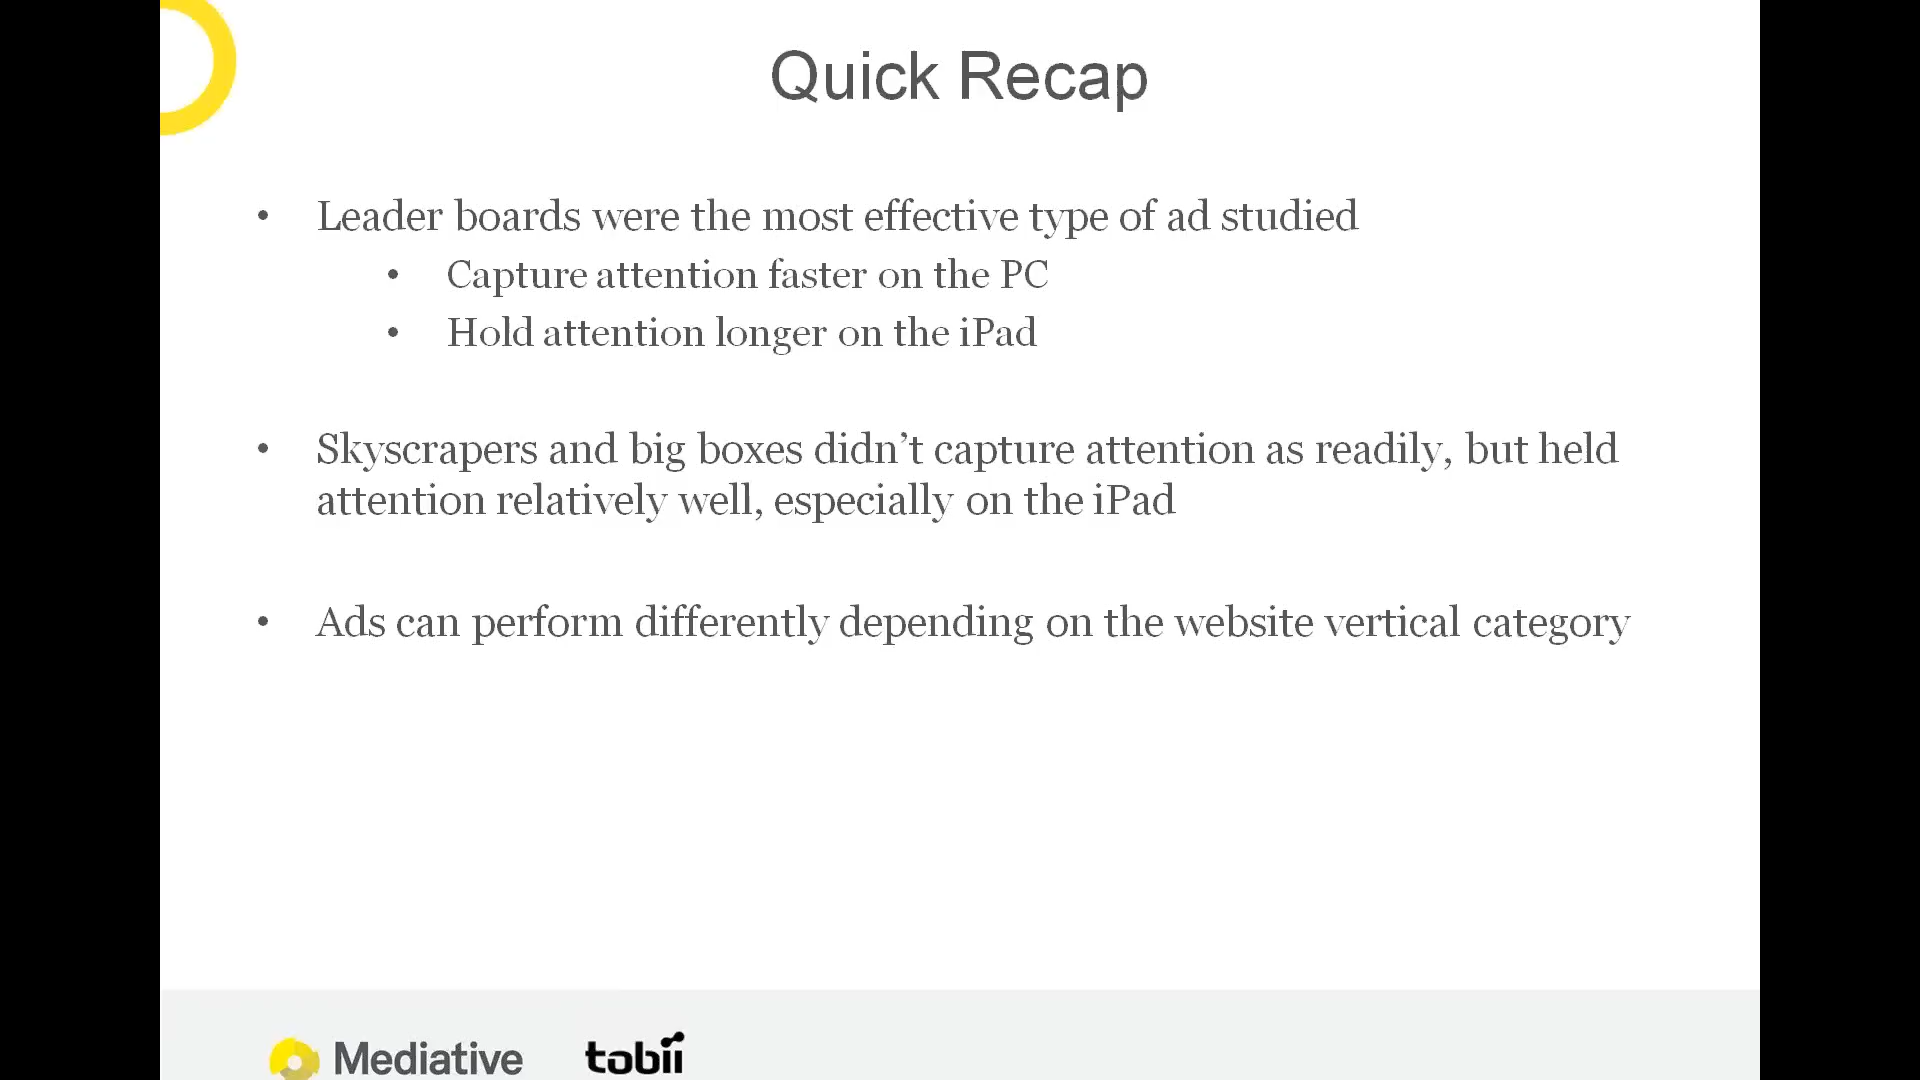 Quick Recap
• Leader boards were the most effective type of ad studied
• Capture attention faster on the PC
• Hold attention longer on the iPad
• Skyscrapers and big boxes didn’t capture attention as readily, but held
attention relatively well, especially on the iPad
• Ads can perform differently depending on the website vertical category
Mediative tobii